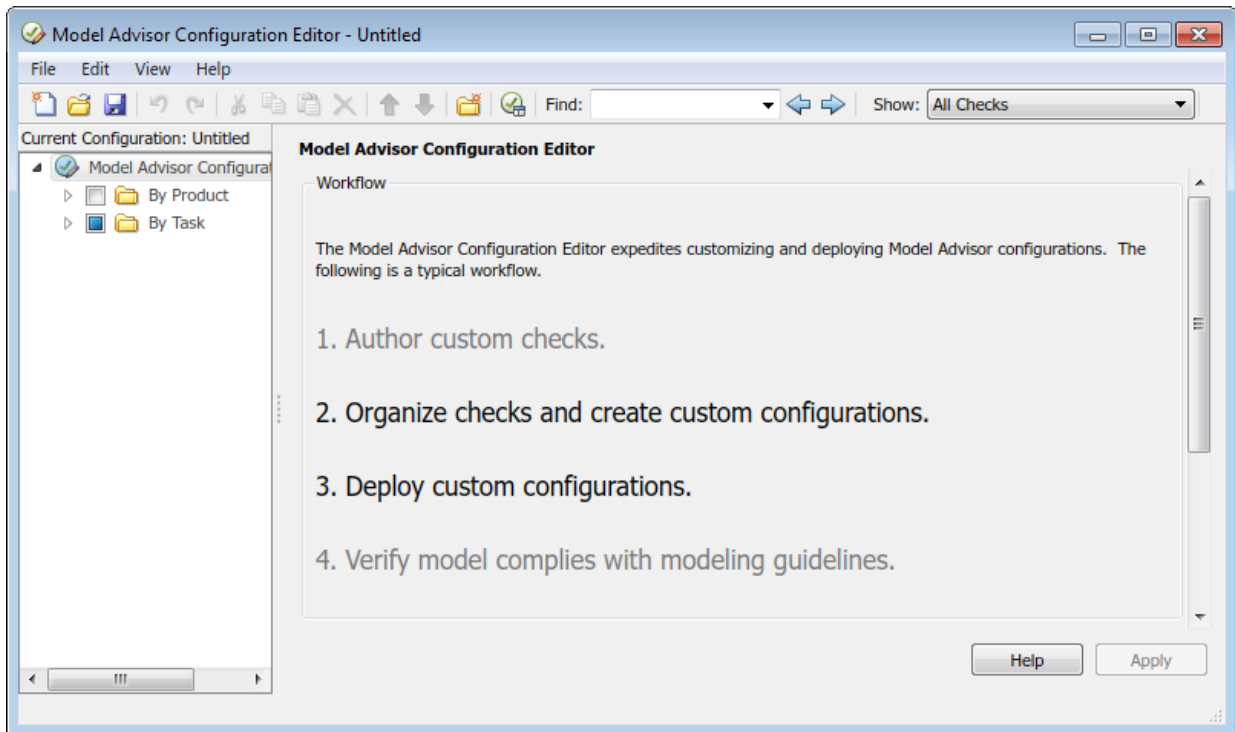 Model Advisor Configuration Editor - Untitled
File Edit View Help
Find: Show: All Checks
Current Configuration: Untitled
Model Advisor Configurat
By Product
By Task
Model Advisor Configuration Editor
Workflow
The Model Advisor Configuration Editor expedites customizing and deploying Model Advisor configurations. The
following is a typical workflow.
1. Author custom checks.
2. Organize checks and create custom configurations.
3. Deploy custom configurations.
4. Verify model complies with modeling guidelines.
Help Apply